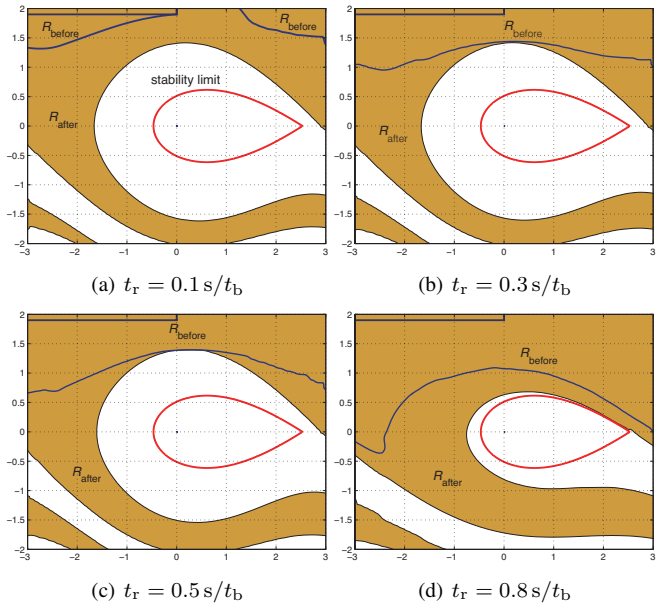 R_before
R_before
stability limit
R_after
2
1.5
1
0.5
0
−0.5
−1
−1.5
−2
−3 −2 −1 0 1 2 3
(a) t_r = 0.1 s/t_b
R_before
R_after
2
1.5
1
0.5
0
−0.5
−1
−1.5
−2
−3 −2 −1 0 1 2 3
(b) t_r = 0.3 s/t_b
R_before
R_after
2
1.5
1
0.5
0
−0.5
−1
−1.5
−2
−3 −2 −1 0 1 2 3
(c) t_r = 0.5 s/t_b
R_before
R_after
2
1.5
1
0.5
0
−0.5
−1
−1.5
−2
−3 −2 −1 0 1 2 3
(d) t_r = 0.8 s/t_b